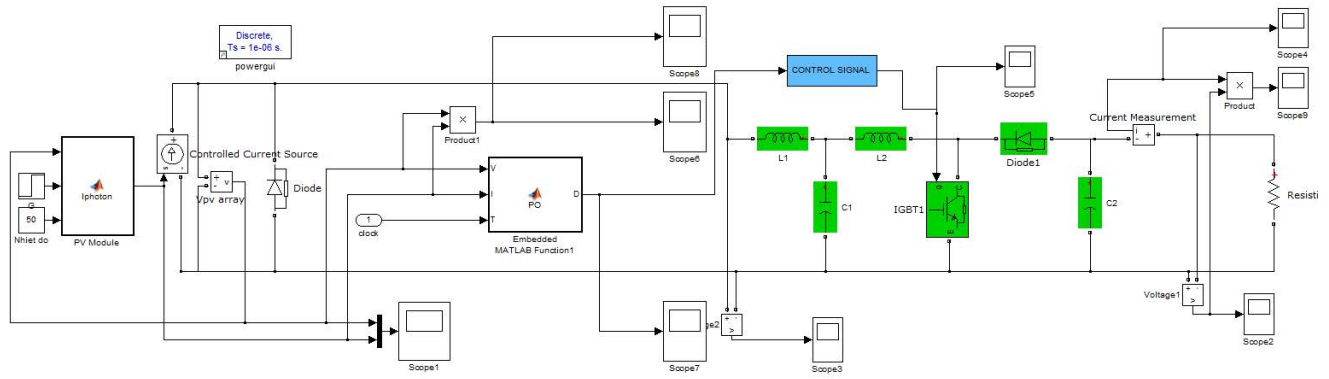 Discrete,
Ts = 1e-06 s.
powergui
Scope8
CONTROL SIGNAL
Scope5
Scope4
Product
Scope9
Current Measurement
Iphoton
PV Module
G
50
Nhiet do
+
s
-
Controlled Current Source
+
-
v
Vpv array
Diode
Product1
Scope6
V
I
T
PO
D
Embedded
MATLAB Function1
1
clock
L1
L2
Diode1
i
+
-
C1
g
C
E
IGBT1
C2
+
Resisti
Scope1
Scope7
+
-
v
ge2
Scope3
Voltage1
+
-
v
Scope2